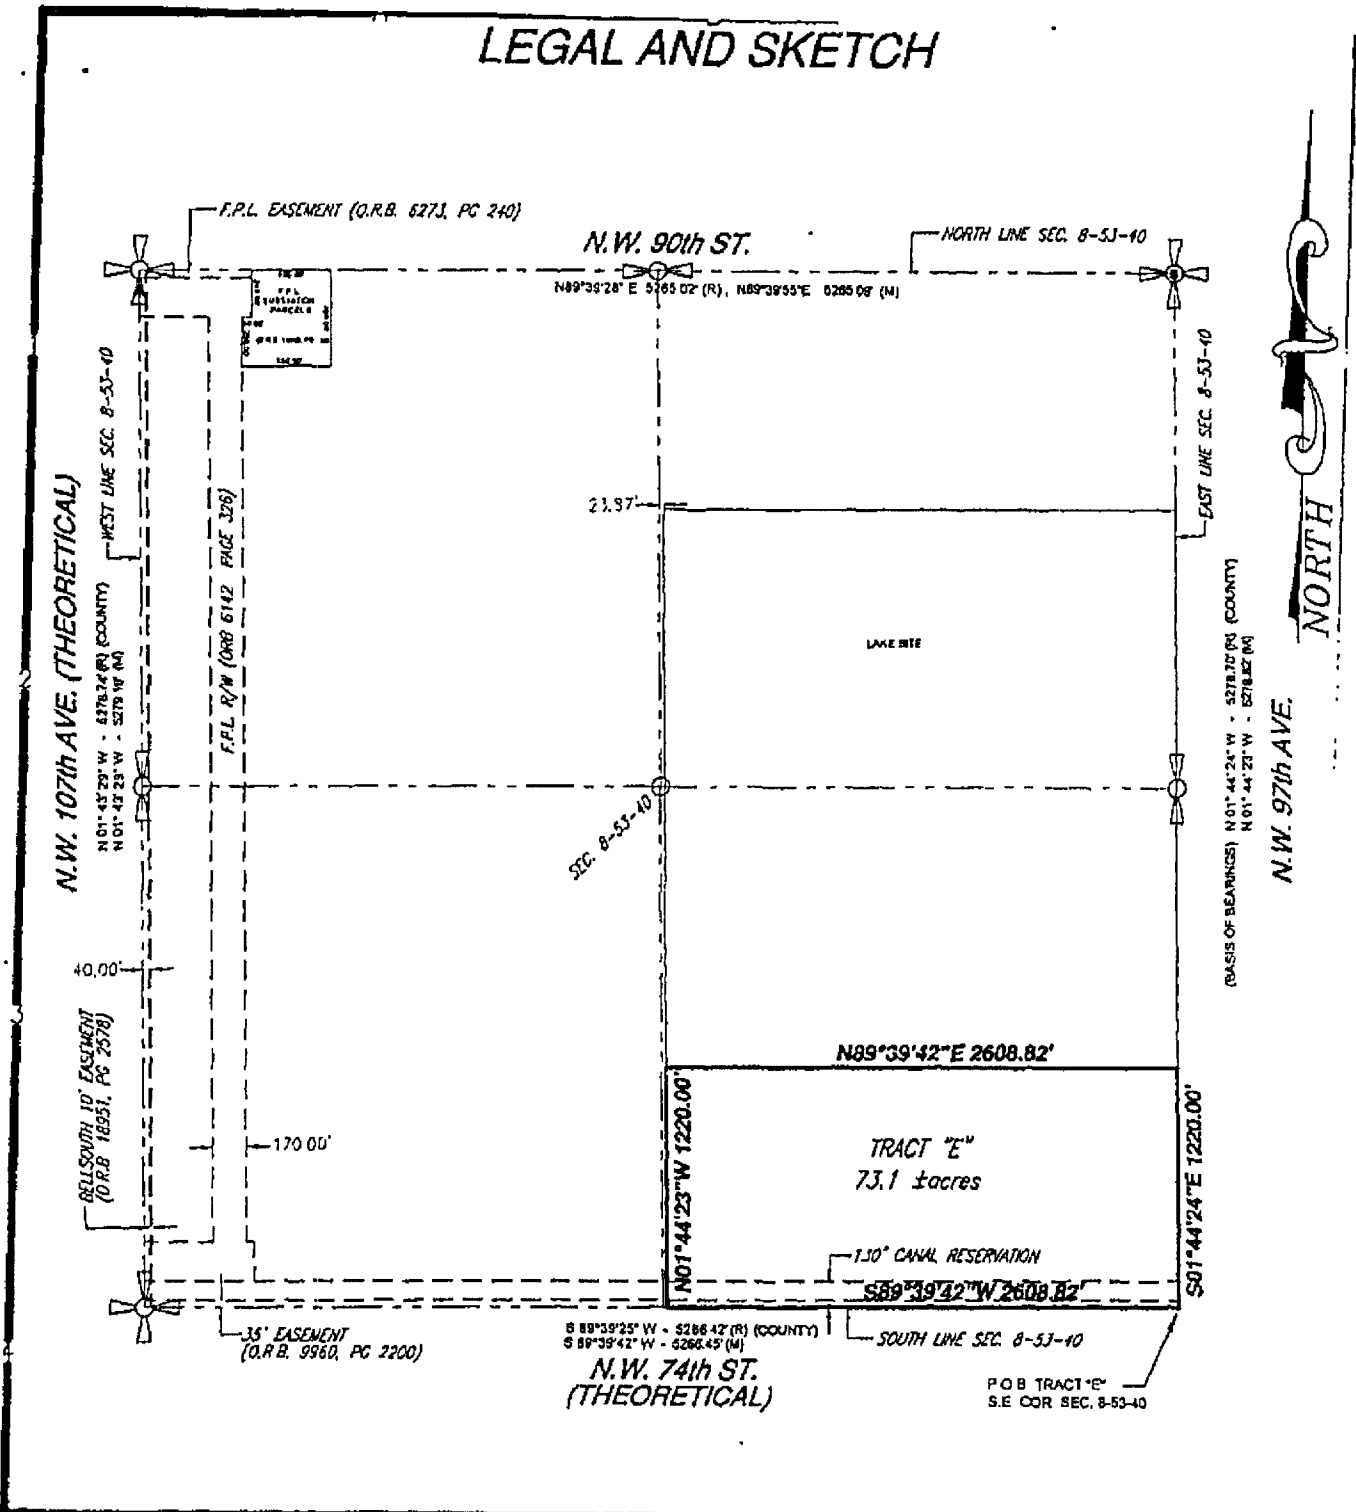 LEGAL AND SKETCH
F.P.L. EASEMENT (O.R.B. 6273, PG 240)
N.W. 90th ST.
NORTH LINE SEC. 8-53-40
N89°39'28" E 5265.02' (R), N89°39'55"E 5265.09' (M)
F.P.L.
SUBSTATION
PARCELS
WEST LINE SEC. 8-53-40
EAST LINE SEC. 8-53-40
NORTH
23.87'
F.P.L. R/W (ORB 6142 PAGE 326)
LAKE SITE
N.W. 107th AVE. (THEORETICAL)
N 01° 43' 29" W - 5278.74' (R) (COUNTY)
N 01° 43' 29" W - 5279.10' (M)
(BASIS OF BEARINGS) N 01° 44' 24" W - 5278.70' (R) (COUNTY)
N 01° 44' 23" W - 5278.82' (M)
N.W. 97th AVE.
SEC. 8-53-40
40.00'
BELLSOUTH 10' EASEMENT
(O.R.B 18951, PG 2578)
170.00'
N89°39'42"E 2608.82'
N01°44'23"W 1220.00'
TRACT "E"
73.1 ±acres
S01°44'24"E 1220.00'
130' CANAL RESERVATION
S89°39'42"W 2608.82'
35' EASEMENT
(O.R.B. 9960, PG 2200)
S 89°39'25" W - 5266.42' (R) (COUNTY)
S 89°39'42" W - 5266.45' (M)
SOUTH LINE SEC. 8-53-40
N.W. 74th ST.
(THEORETICAL)
P O B TRACT "E"
S.E COR SEC. 8-53-40